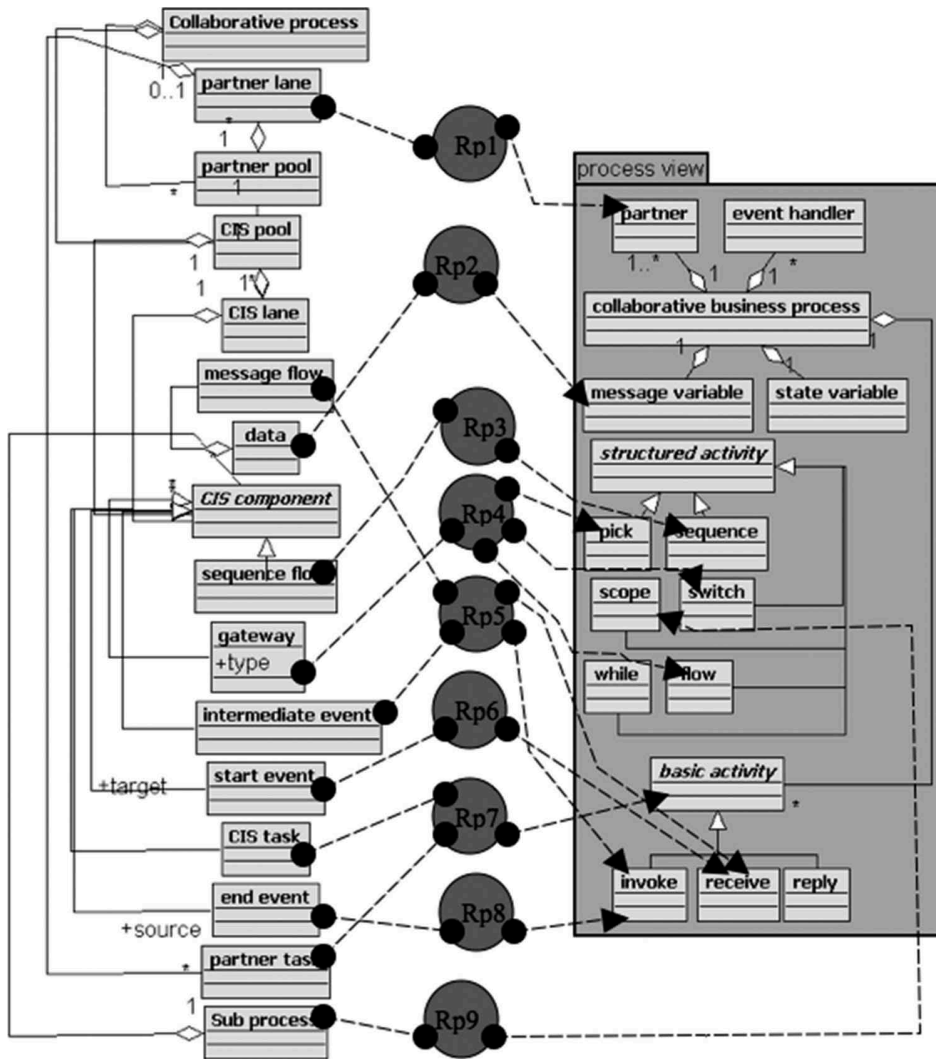 Collaborative process
1
0..1
partner lane
*
1
Rp1
partner pool
1
*
process view
partner
event handler
CIS pool
1..*
1
*
1
1*
Rp2
1
CIS lane
collaborative business process
1
1
1
message flow
message variable
state variable
data
Rp3
structured activity
*
CIS component
Rp4
pick
sequence
sequence flow
scope
switch
gateway
+type
Rp5
while
flow
intermediate event
Rp6
start event
+target
basic activity
*
Rp7
CIS task
invoke
receive
reply
end event
Rp8
+source
partner task
*
1
Sub process
Rp9